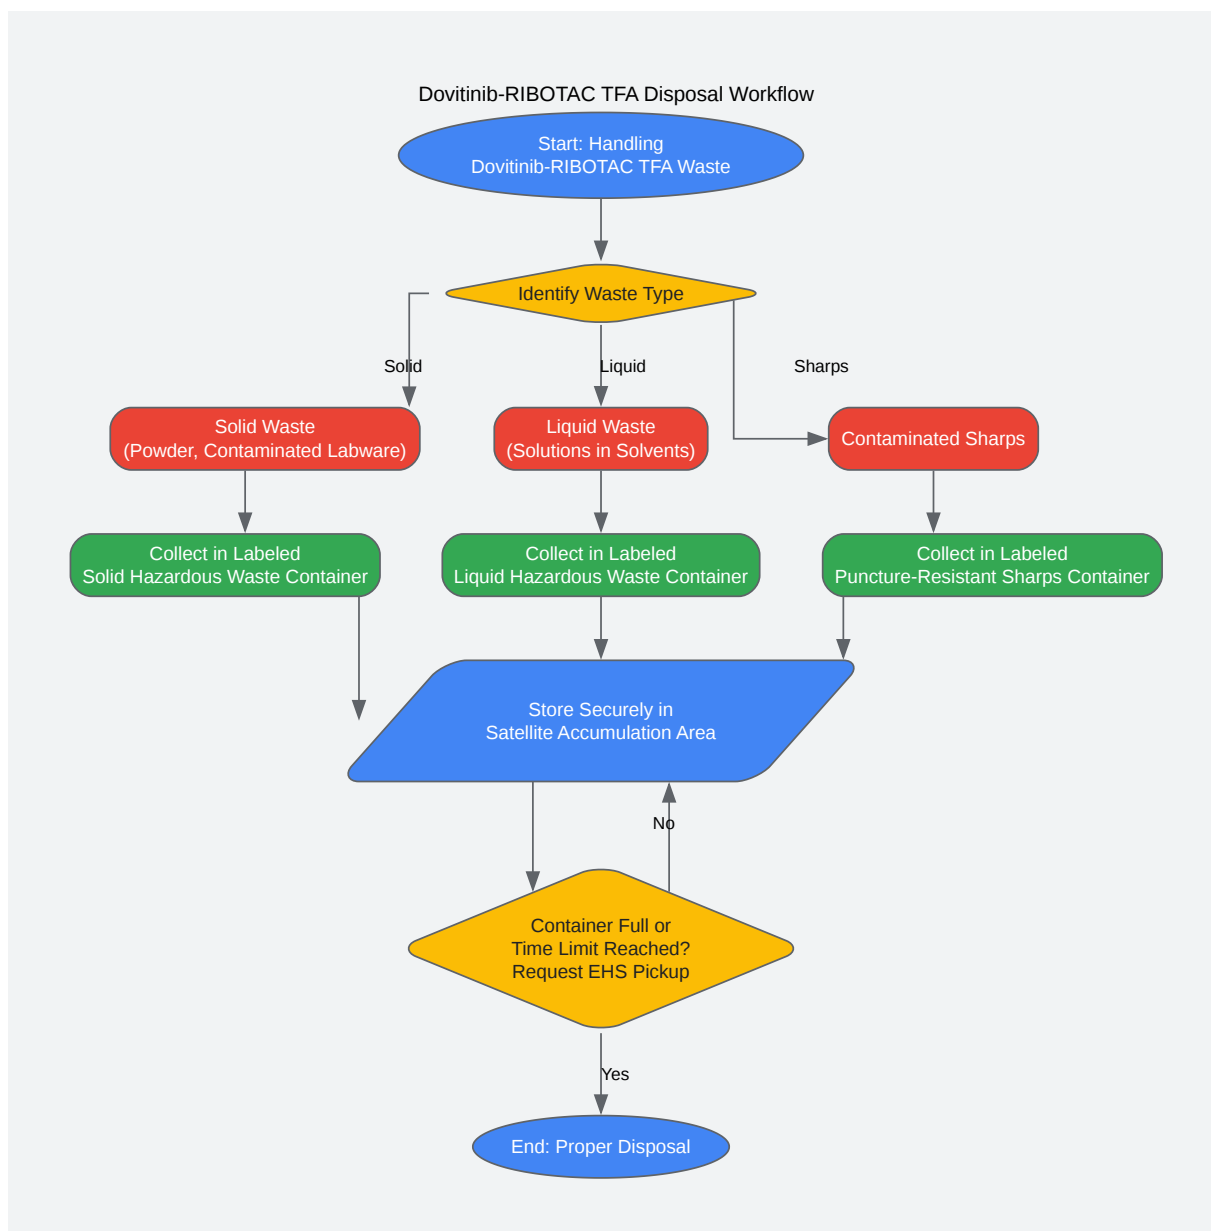 Dovitinib-RIBOTAC TFA Disposal Workflow
Start: Handling
Dovitinib-RIBOTAC TFA Waste
Identify Waste Type
Solid
Liquid
Sharps
Solid Waste
(Powder, Contaminated Labware)
Liquid Waste
(Solutions in Solvents)
Contaminated Sharps
Collect in Labeled
Solid Hazardous Waste Container
Collect in Labeled
Liquid Hazardous Waste Container
Collect in Labeled
Puncture-Resistant Sharps Container
Store Securely in
Satellite Accumulation Area
No
Container Full or
Time Limit Reached?
Request EHS Pickup
Yes
End: Proper Disposal